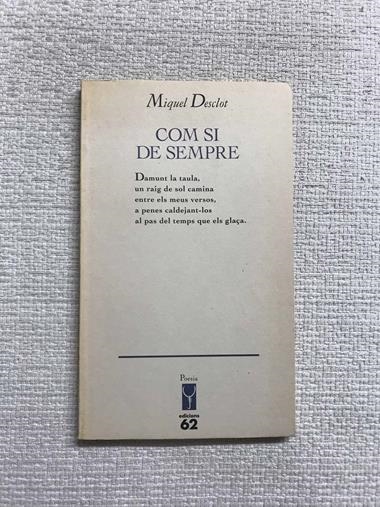 Miquel Desclot
COM SI
DE SEMPRE
Damunt la taula,
un raig de sol camina
entre els meus versos,
a penes caldejant-los
al pas del temps que els glaça.
Poesia
edicions
62